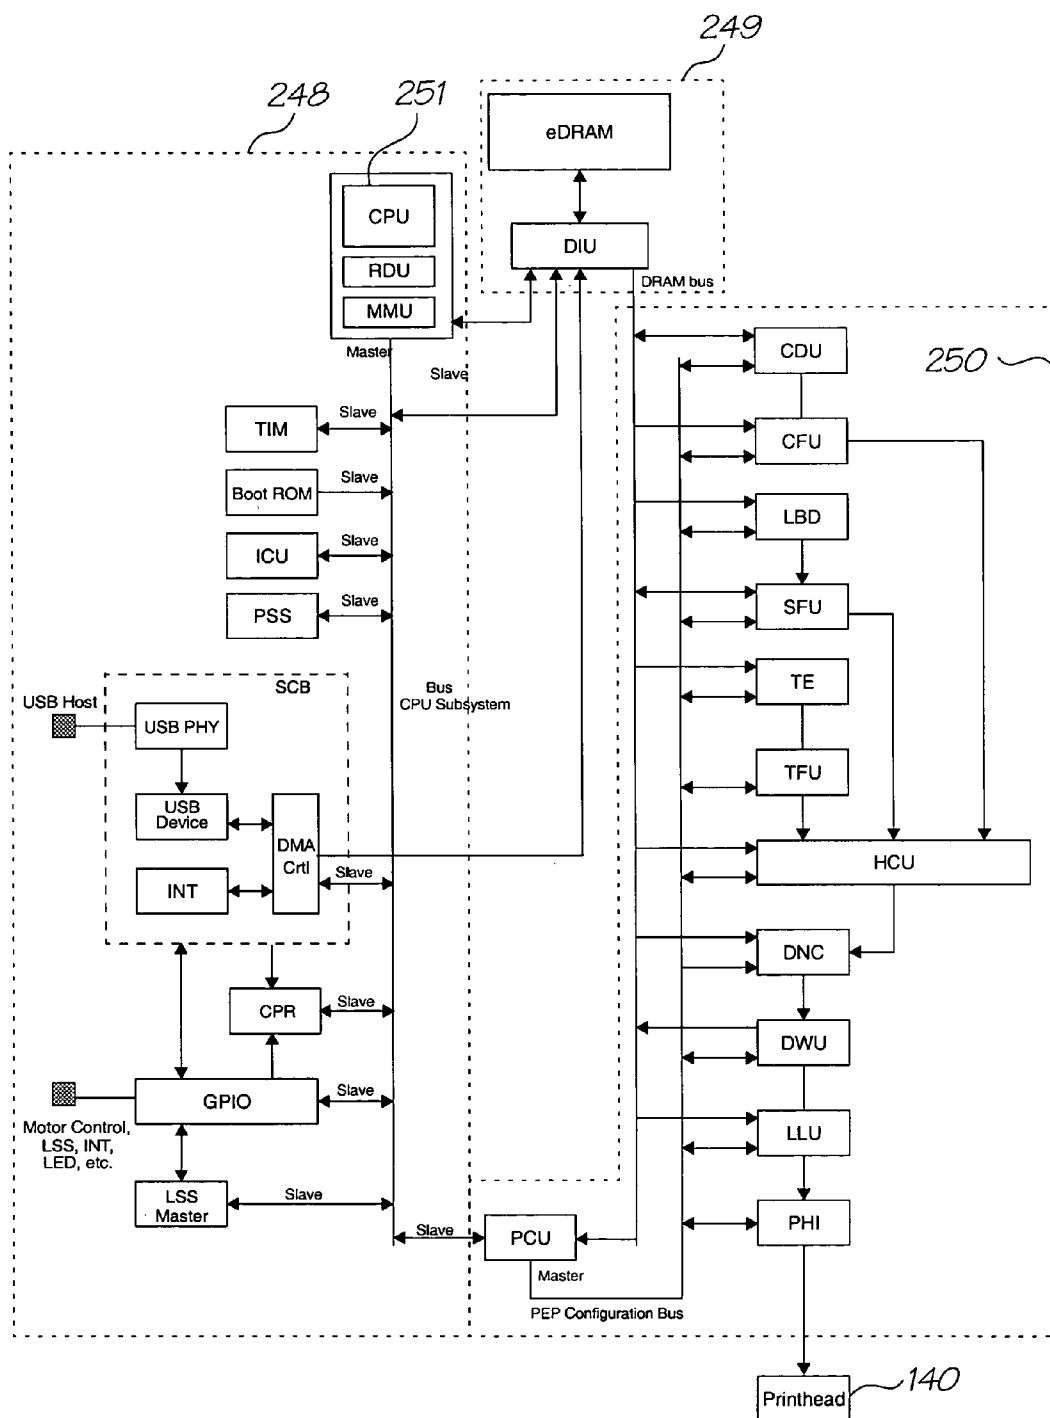 249
248
251
eDRAM
CPU
RDU
MMU
DIU
DRAM bus
Master
Slave
250
CDU
TIM
Slave
CFU
Boot ROM
Slave
LBD
ICU
Slave
PSS
Slave
SFU
SCB
Bus
CPU Subsystem
TE
USB Host
USB PHY
TFU
USB
Device
DMA
Crtl
INT
Slave
HCU
DNC
CPR
Slave
DWU
GPIO
Slave
Motor Control,
LSS, INT,
LED, etc.
LLU
LSS
Master
Slave
PHI
Slave
PCU
Master
PEP Configuration Bus
Printhead
140